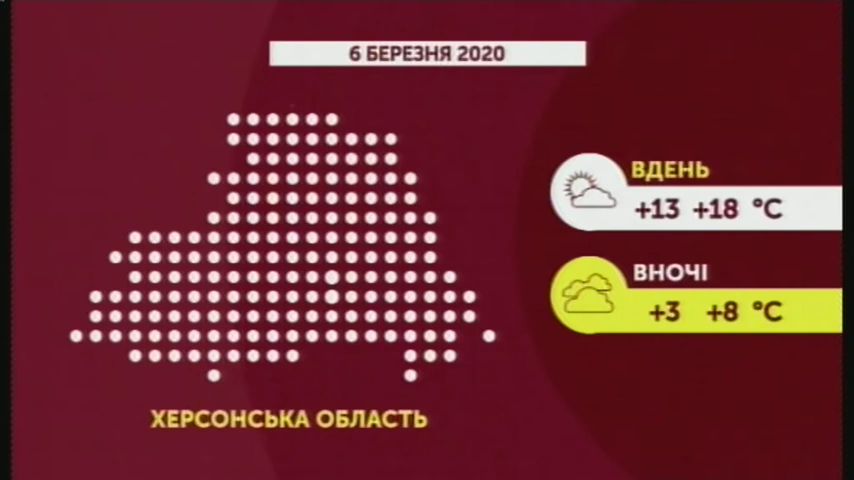 6 БЕРЕЗНЯ 2020
ВДЕНЬ
+13 +18 °C
ВНОЧІ
+3 +8 °C
ХЕРСОНСЬКА ОБЛАСТЬ